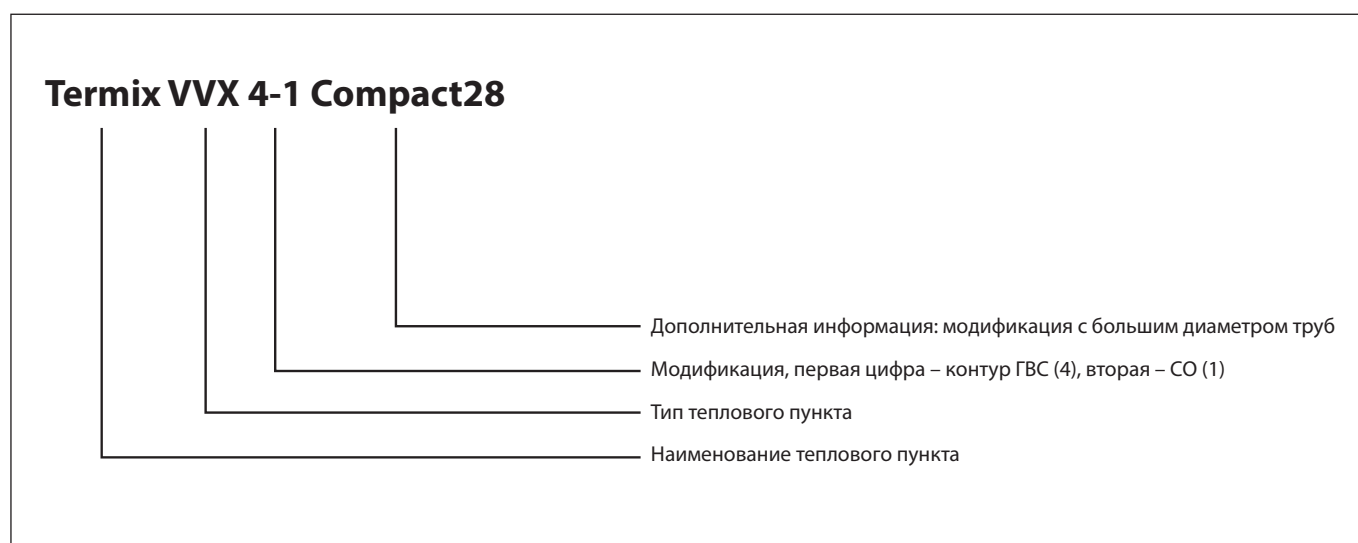 Termix VVX 4-1 Compact28
Дополнительная информация: модификация с большим диаметром труб
Модификация, первая цифра – контур ГВС (4), вторая – СО (1)
Тип теплового пункта
Наименование теплового пункта